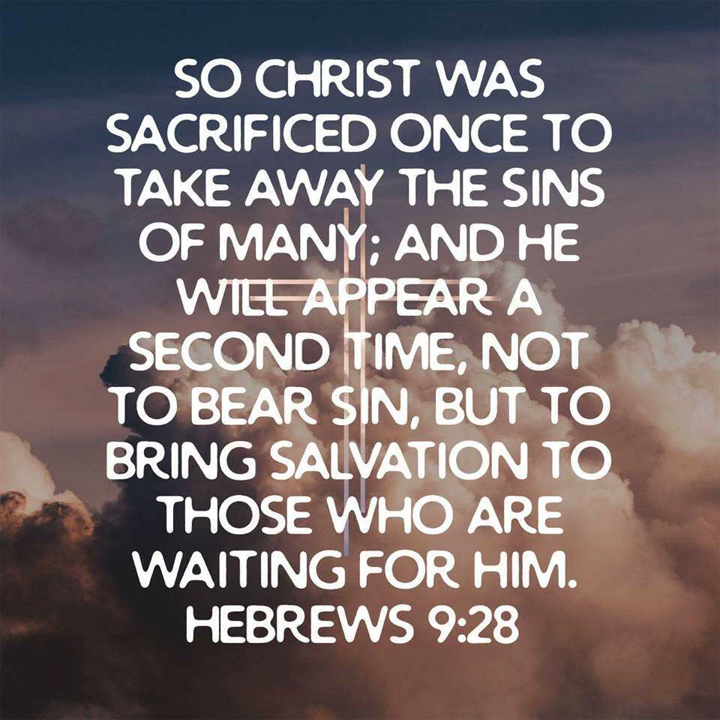 SO CHRIST WAS
SACRIFICED ONCE TO
TAKE AWAY THE SINS
OF MANY; AND HE
WILL APPEAR A
SECOND TIME, NOT
TO BEAR SIN, BUT TO
BRING SALVATION TO
THOSE WHO ARE
WAITING FOR HIM.
HEBREWS 9:28